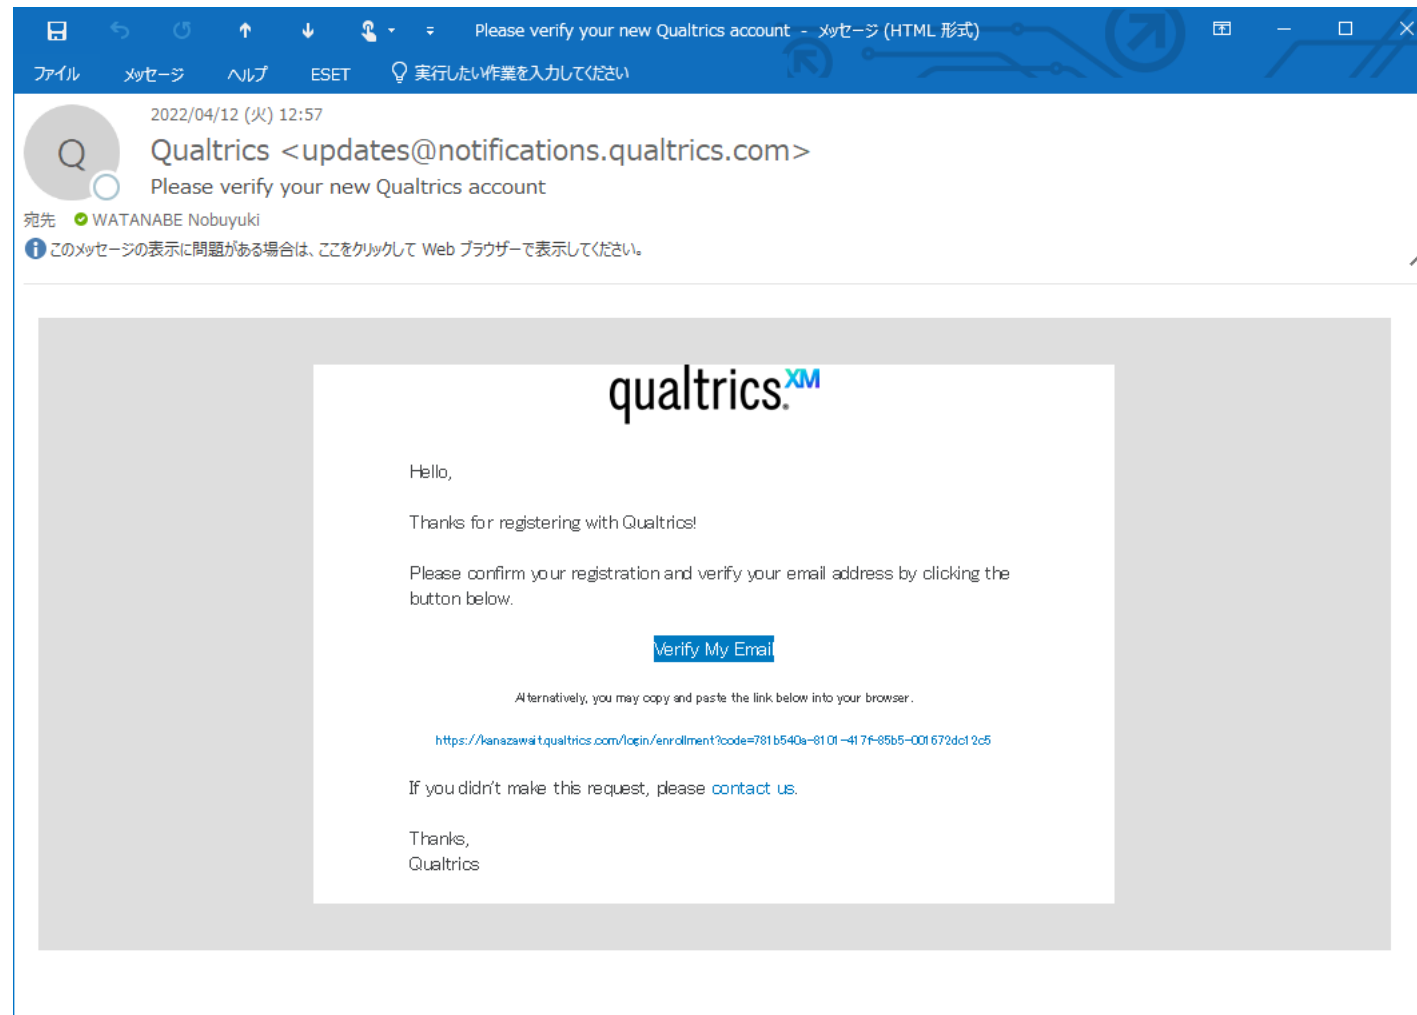 Please verify your new Qualtrics account - メッセージ (HTML 形式)
ファイル メッセージ ヘルプ ESET 実行したい作業を入力してください
2022/04/12 (火) 12:57
Q
Qualtrics <updates@notifications.qualtrics.com>
Please verify your new Qualtrics account
宛先 WATANABE Nobuyuki
このメッセージの表示に問題がある場合は、ここをクリックして Web ブラウザーで表示してください。
qualtrics.XM
Hello,
Thanks for registering with Qualtrics!
Please confirm your registration and verify your email address by clicking the
button below.
Verify My Email
Alternatively, you may copy and paste the link below into your browser.
https://kanazawait.qualtrics.com/login/enrollment?code=781b540a-8101-417f-85b5-001672dc12c5
If you didn't make this request, please contact us.
Thanks,
Qualtrics